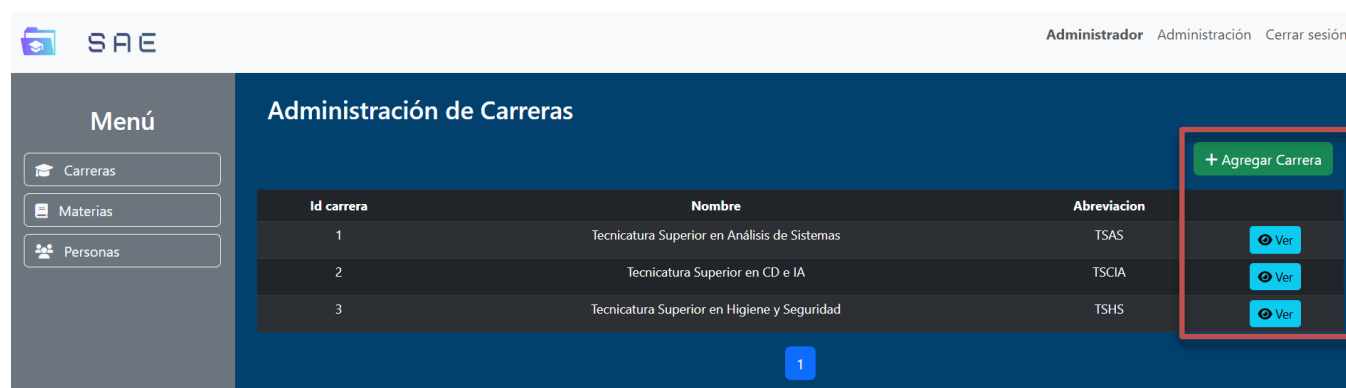 SAE
Administrador Administración Cerrar sesión
Menú
Carreras
Materias
Personas
Administración de Carreras
+ Agregar Carrera
Id carrera Nombre Abreviacion
1 Tecnicatura Superior en Análisis de Sistemas TSAS Ver
2 Tecnicatura Superior en CD e IA TSCIA Ver
3 Tecnicatura Superior en Higiene y Seguridad TSHS Ver
1